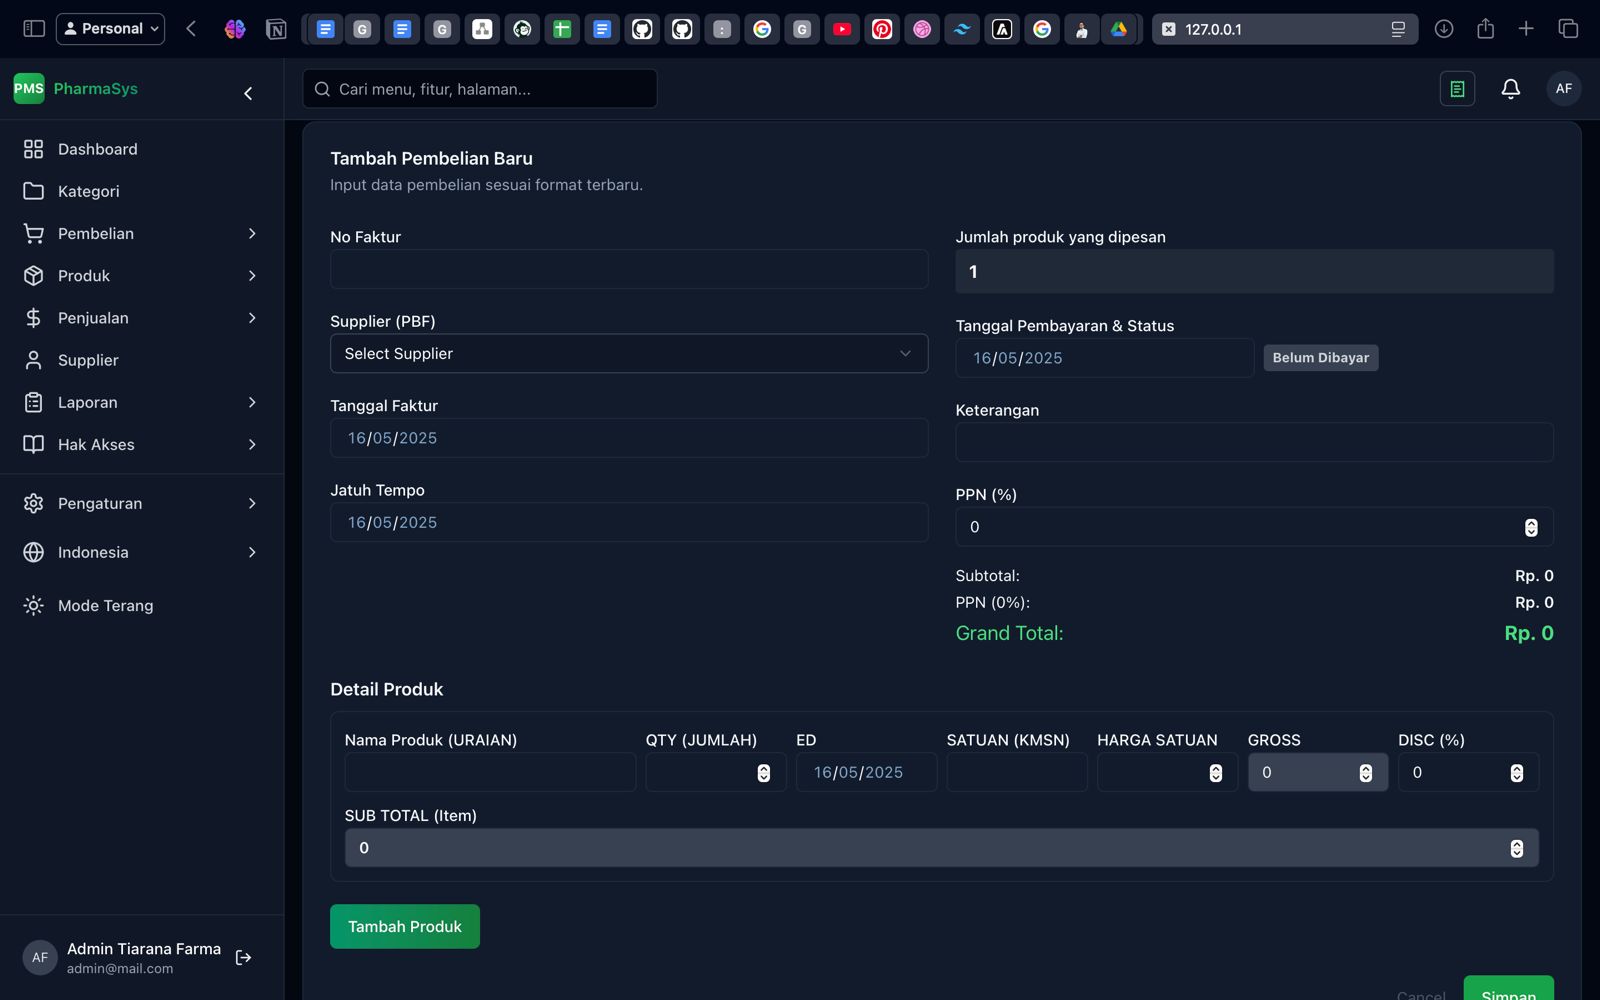 Personal
127.0.0.1
PMS PharmaSys
Cari menu, fitur, halaman...
AF
Dashboard
Kategori
Pembelian
Produk
Penjualan
Supplier
Laporan
Hak Akses
Pengaturan
Indonesia
Mode Terang
AF
Admin Tiarana Farma
admin@mail.com
Tambah Pembelian Baru
Input data pembelian sesuai format terbaru.
No Faktur
Supplier (PBF)
Select Supplier
Tanggal Faktur
16/05/2025
Jatuh Tempo
16/05/2025
Jumlah produk yang dipesan
1
Tanggal Pembayaran & Status
16/05/2025 Belum Dibayar
Keterangan
PPN (%)
0
Subtotal: Rp. 0
PPN (0%): Rp. 0
Grand Total: Rp. 0
Detail Produk
Nama Produk (URAIAN) QTY (JUMLAH) ED SATUAN (KMSN) HARGA SATUAN GROSS DISC (%)
16/05/2025 0 0
SUB TOTAL (Item)
0
Tambah Produk
Cancel Simpan